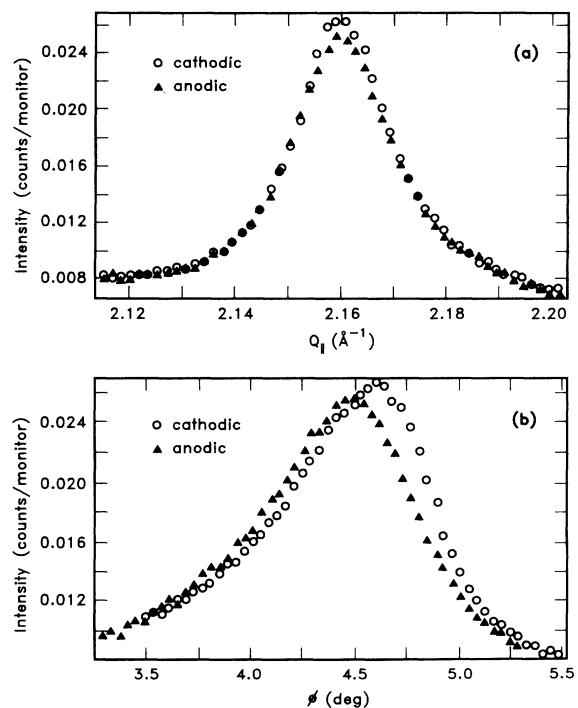 0.024
0.020
0.016
0.012
0.008
Intensity (counts/monitor)
cathodic
anodic
(a)
2.12 2.14 2.16 2.18 2.20
Q∥ (Å⁻¹)
0.024
0.020
0.016
0.012
Intensity (counts/monitor)
cathodic
anodic
(b)
3.5 4.0 4.5 5.0 5.5
ϕ (deg)